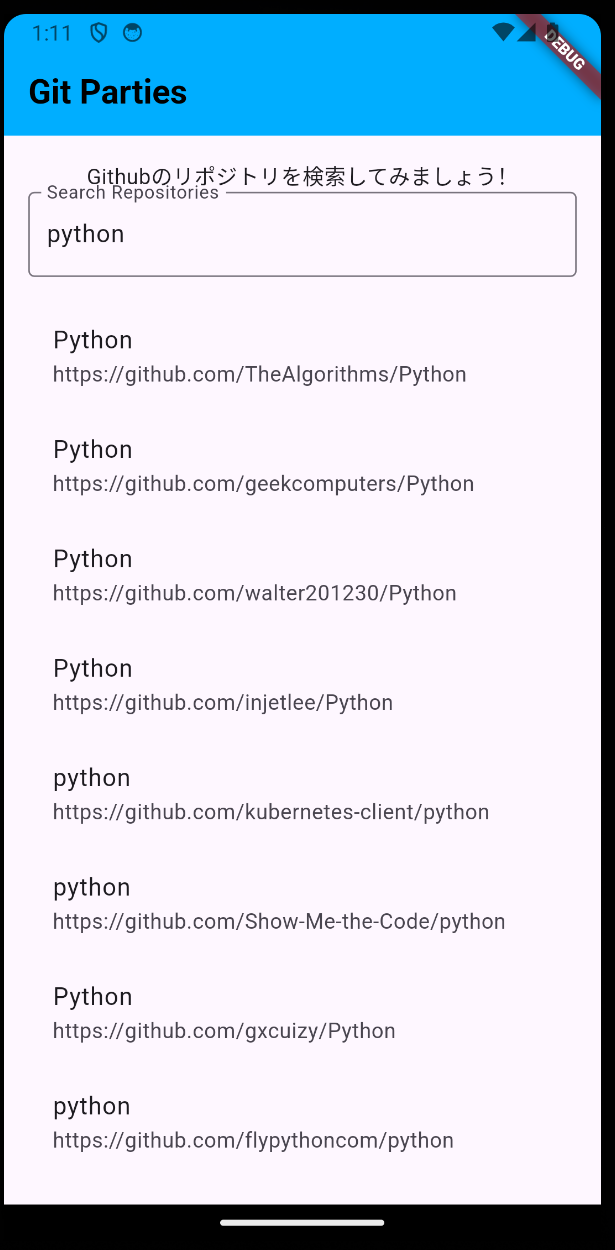 1:11
DEBUG
Git Parties
Githubのリポジトリを検索してみましょう!
Search Repositories
python
Python
https://github.com/TheAlgorithms/Python
Python
https://github.com/geekcomputers/Python
Python
https://github.com/walter201230/Python
Python
https://github.com/injetlee/Python
python
https://github.com/kubernetes-client/python
python
https://github.com/Show-Me-the-Code/python
Python
https://github.com/gxcuizy/Python
python
https://github.com/flypythoncom/python